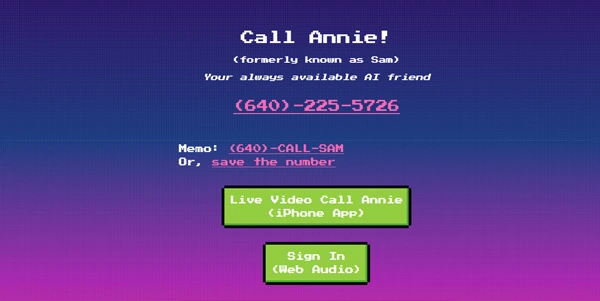 Call Annie!
(formerly known as Sam)
Your always available AI friend
(640)-225-5726
Memo: (640)-CALL-SAM
Or, save the number
Live Video Call Annie
(iPhone App)
Sign In
(Web Audio)